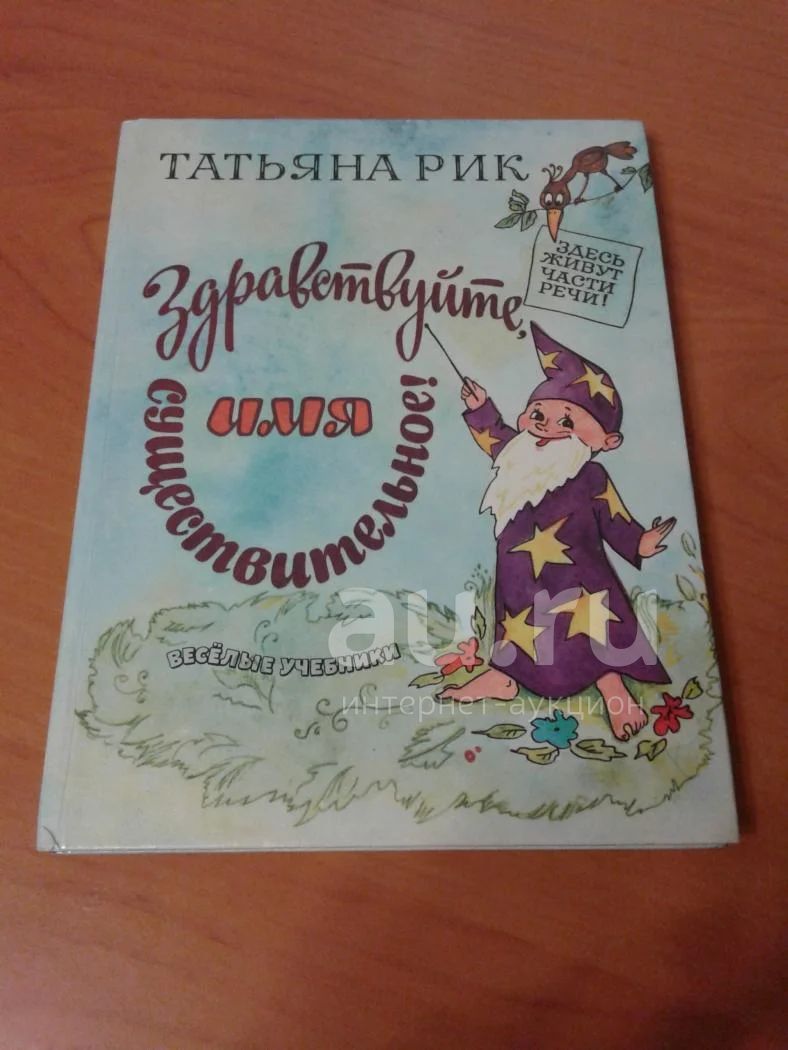 ТАТЬЯНА РИК
ЗДЕСЬ
ЖИВУТ
ЧАСТИ
РЕЧИ!
Здравствуйте,
имя
существительное!
ВЕСЁЛЫЕ УЧЕБНИКИ
au.ru
интернет-аукцион